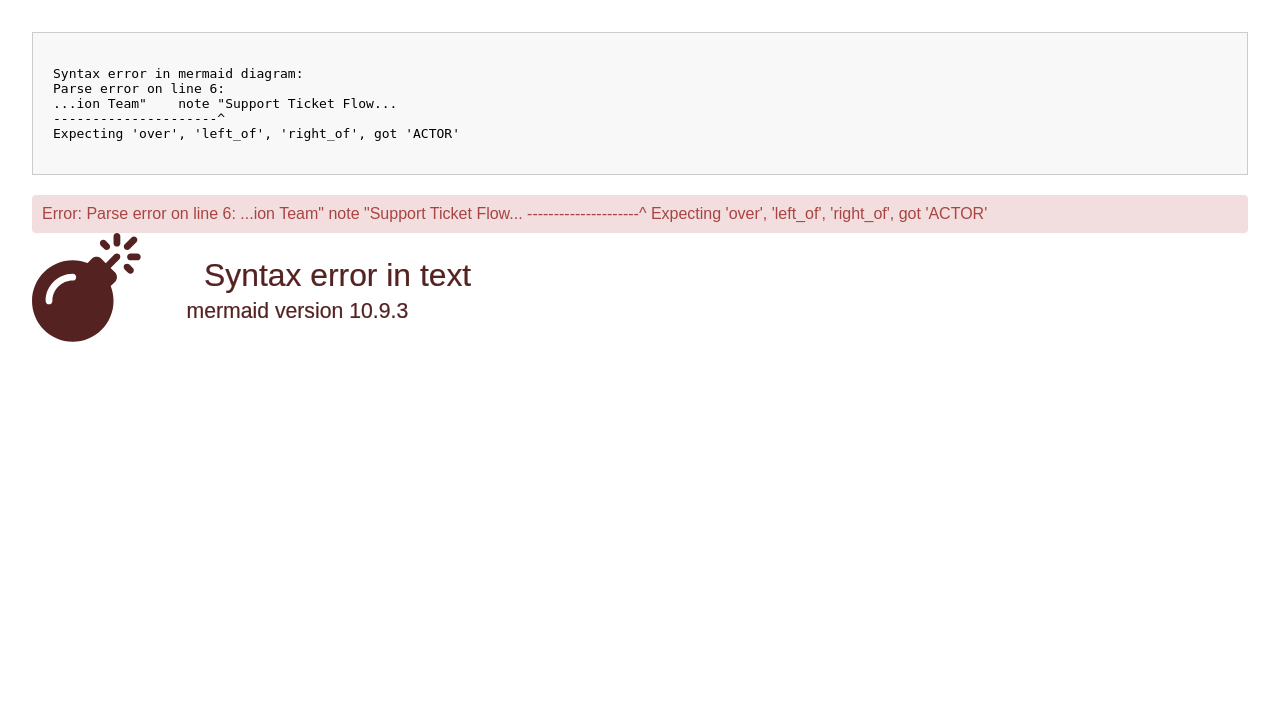 Syntax error in mermaid diagram:
Parse error on line 6:
...ion Team"    note "Support Ticket Flow...
---------------------^
Expecting 'over', 'left_of', 'right_of', got 'ACTOR'
Error: Parse error on line 6: ...ion Team" note "Support Ticket Flow... ---------------------^ Expecting 'over', 'left_of', 'right_of', got 'ACTOR'
Syntax error in text
mermaid version 10.9.3